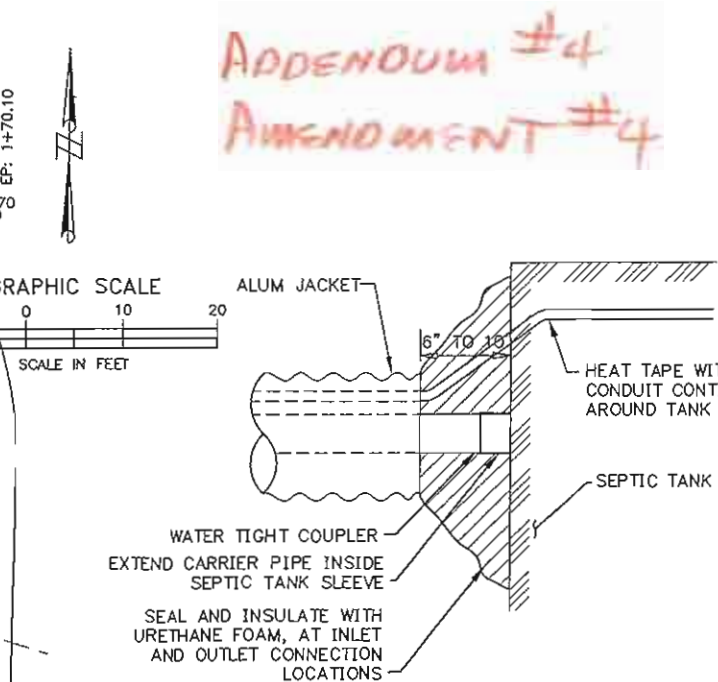 ADDENDUM #4
AMENDMENT #4
EP: 1+70.10
70
GRAPHIC SCALE
0 10 20
SCALE IN FEET
ALUM JACKET
6" TO 10
HEAT TAPE WIT
CONDUIT CONT
AROUND TANK
SEPTIC TANK
WATER TIGHT COUPLER
EXTEND CARRIER PIPE INSIDE
SEPTIC TANK SLEEVE
SEAL AND INSULATE WITH
URETHANE FOAM, AT INLET
AND OUTLET CONNECTION
LOCATIONS